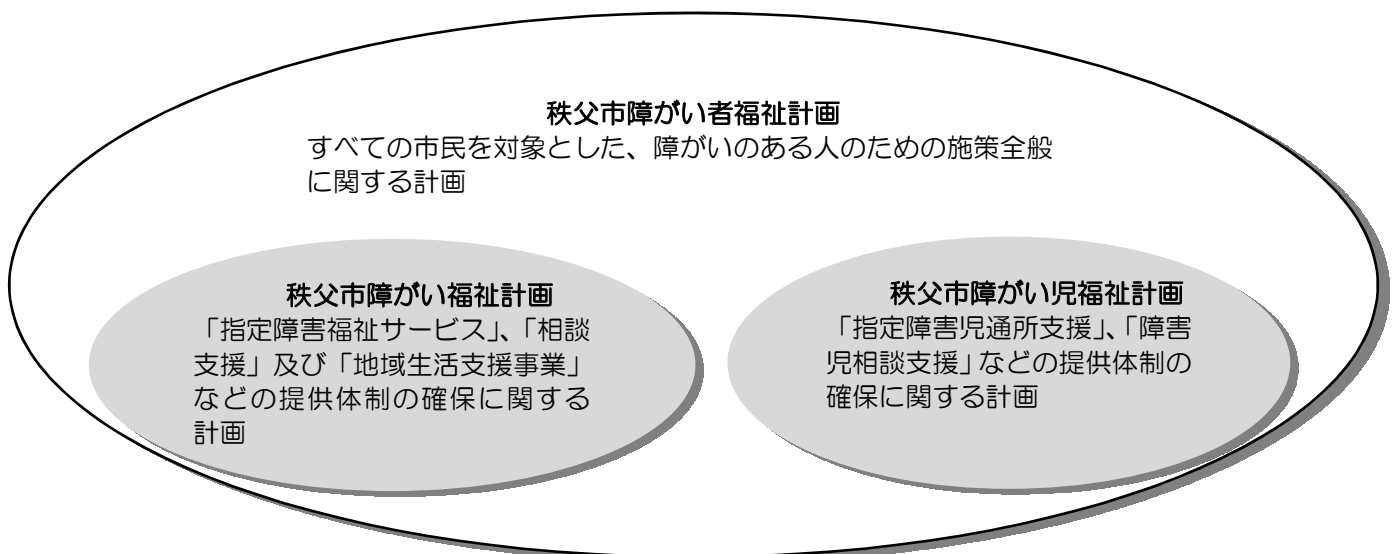 秩父市障がい者福祉計画
すべての市民を対象とした、障がいのある人のための施策全般
に関する計画
秩父市障がい福祉計画
「指定障害福祉サービス」、「相談
支援」及び「地域生活支援事業」
などの提供体制の確保に関する
計画
秩父市障がい児福祉計画
「指定障害児通所支援」、「障害
児相談支援」などの提供体制の
確保に関する計画